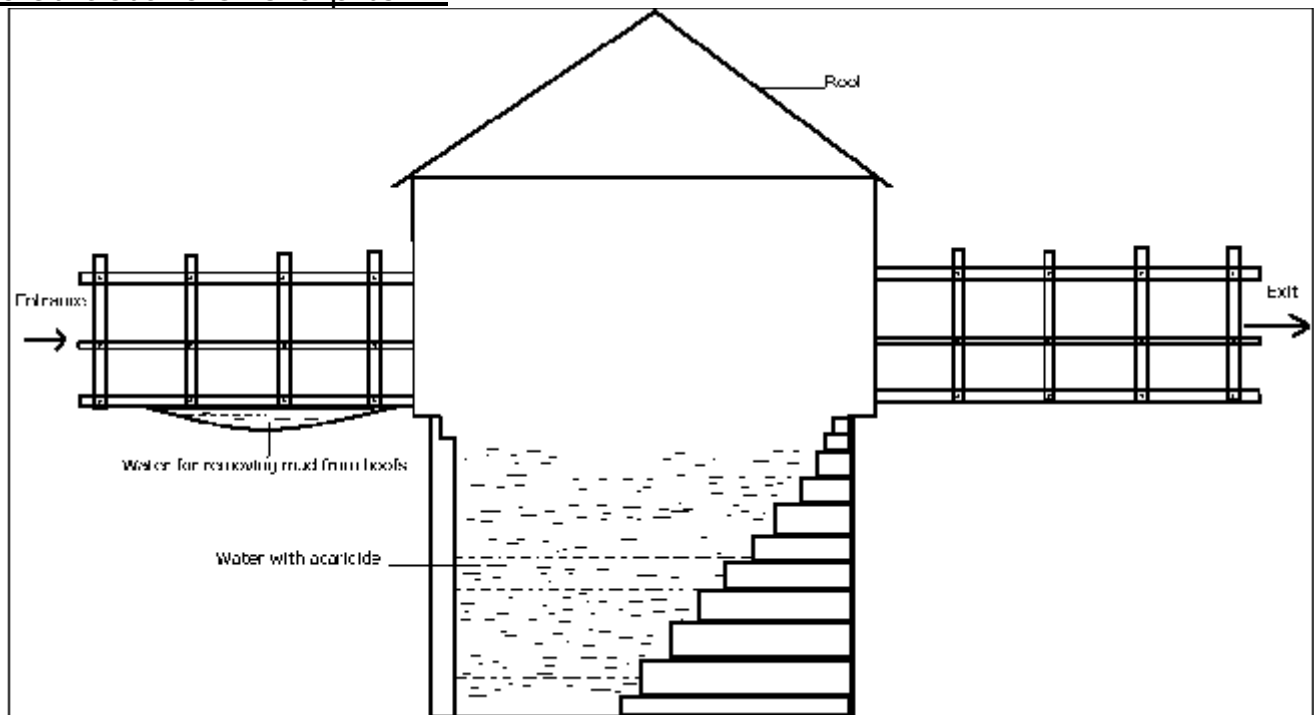 Roof
Entrance
Exit
Water for removing mud from hoofs
Water with acaricide